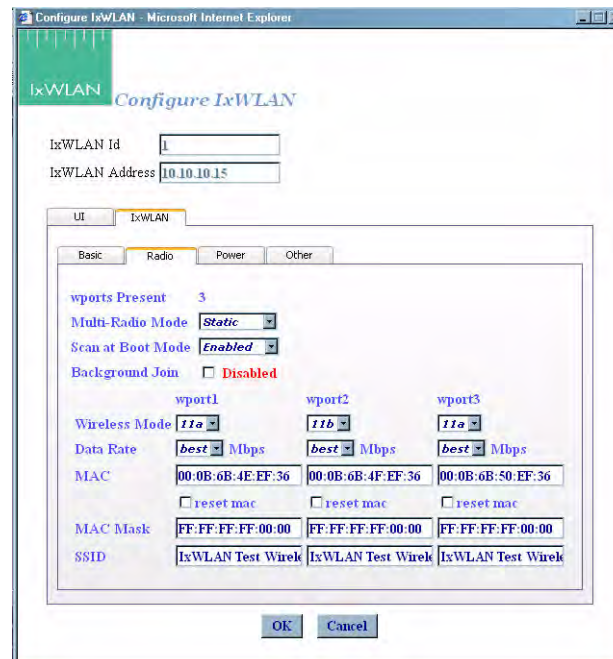 Configure IxWLAN - Microsoft Internet Explorer
IxWLAN
Configure IxWLAN
IxWLAN Id 1
IxWLAN Address 10.10.10.15
UI IxWLAN
Basic Radio Power Other
wports Present 3
Multi-Radio Mode Static
Scan at Boot Mode Enabled
Background Join Disabled
wport1 wport2 wport3
Wireless Mode 11a 11b 11a
Data Rate best Mbps best Mbps best Mbps
MAC 00:0B:6B:4E:EF:36 00:0B:6B:4F:EF:36 00:0B:6B:50:EF:36
reset mac reset mac reset mac
MAC Mask FF:FF:FF:FF:00:00 FF:FF:FF:FF:00:00 FF:FF:FF:FF:00:00
SSID IxWLAN Test Wirele IxWLAN Test Wirele IxWLAN Test Wirele
OK Cancel